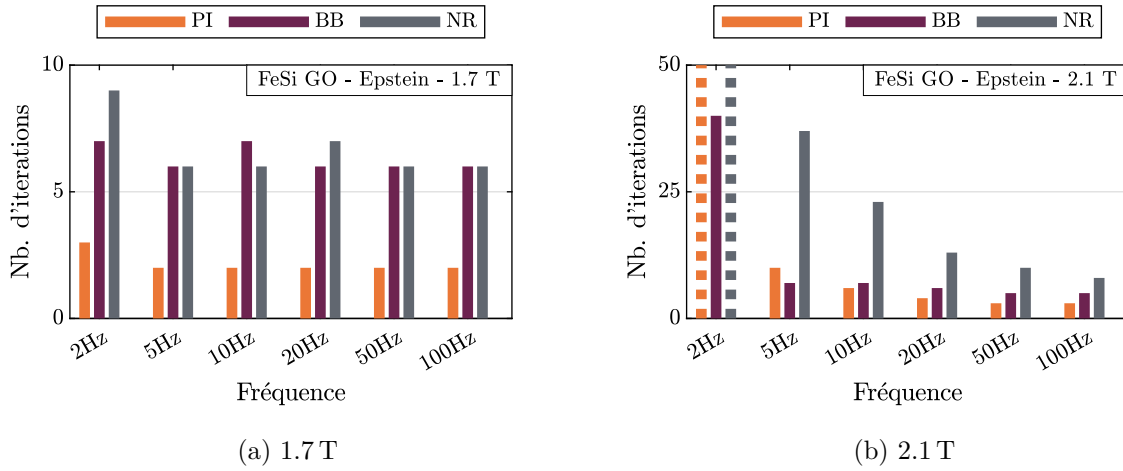 PI BB NR
FeSi GO - Epstein - 1.7 T
Nb. d'iterations
10
5
0
2Hz 5Hz 10Hz 20Hz 50Hz 100Hz
Fréquence
(a) 1.7 T
PI BB NR
FeSi GO - Epstein - 2.1 T
Nb. d'iterations
50
25
0
2Hz 5Hz 10Hz 20Hz 50Hz 100Hz
Fréquence
(b) 2.1 T